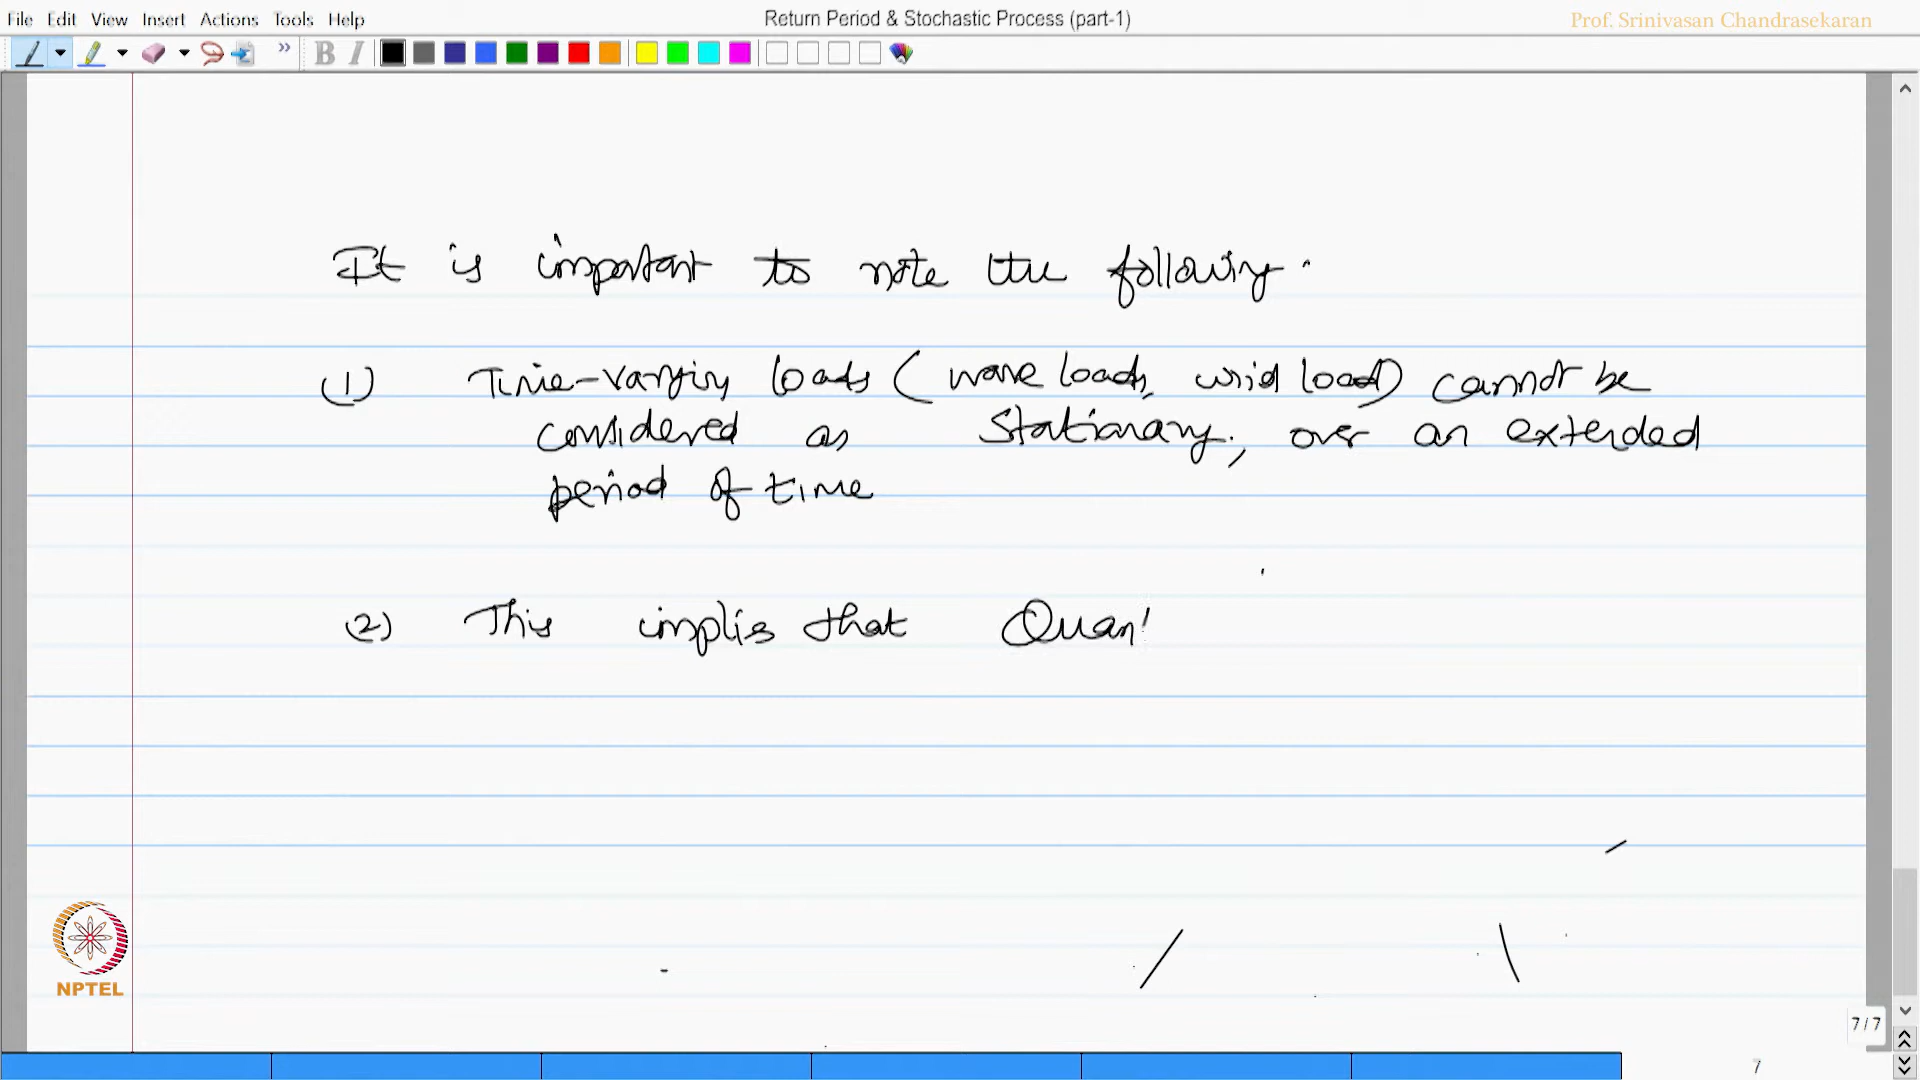 File Edit View Insert Actions Tools Help
Return Period & Stochastic Process (part-1)
Prof. Srinivasan Chandrasekaran
B I
It is important to note the following.
(1) Time-varying loads (wave loads, wind load) cannot be
considered as Stationary, over an extended
period of time
(2) This implies that Quan
NPTEL
7/7
7